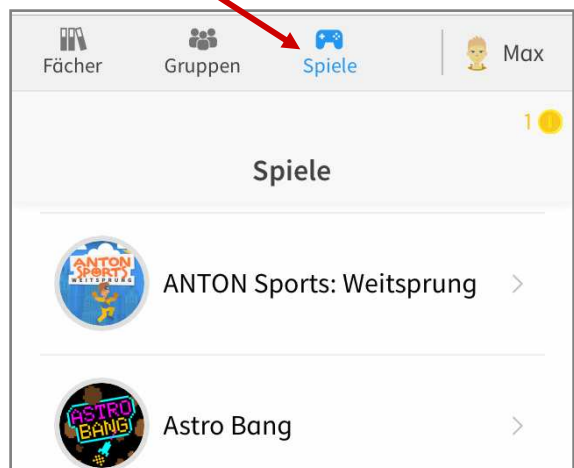 Fächer Gruppen Spiele Max
1
Spiele
ANTON
SPORTS
WEITSPRUNG
ANTON Sports: Weitsprung
ASTRO
BANG
Astro Bang